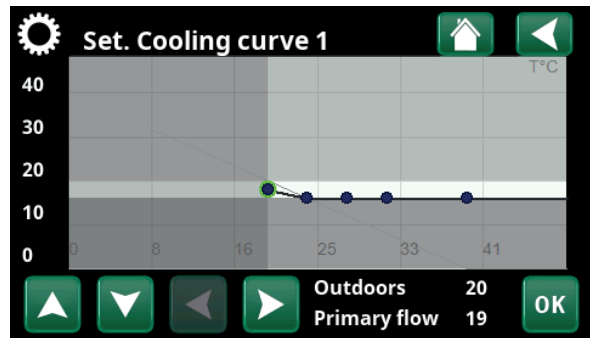 Set. Cooling curve 1
T°C
40
30
20
10
0
0 8 16 25 33 41
Outdoors 20
Primary flow 19
OK